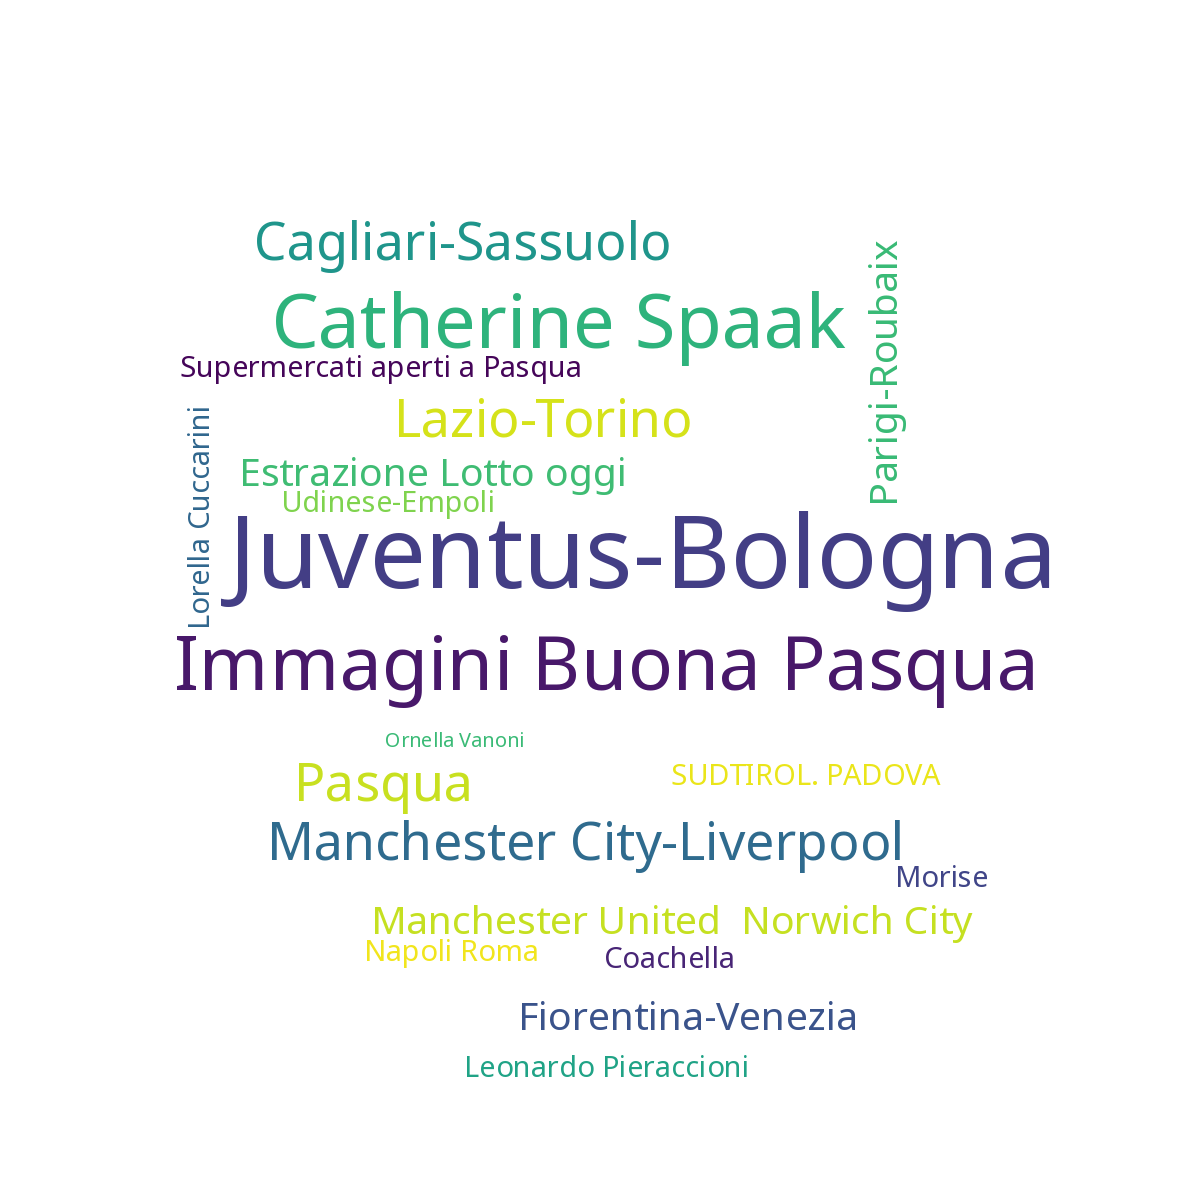 Cagliari-Sassuolo
Parigi-Roubaix
Catherine Spaak
Supermercati aperti a Pasqua
Lazio-Torino
Lorella Cuccarini
Estrazione Lotto oggi
Udinese-Empoli
Juventus-Bologna
Immagini Buona Pasqua
Ornella Vanoni
Pasqua
SUDTIROL. PADOVA
Manchester City-Liverpool
Morise
Manchester United Norwich City
Napoli Roma
Coachella
Fiorentina-Venezia
Leonardo Pieraccioni